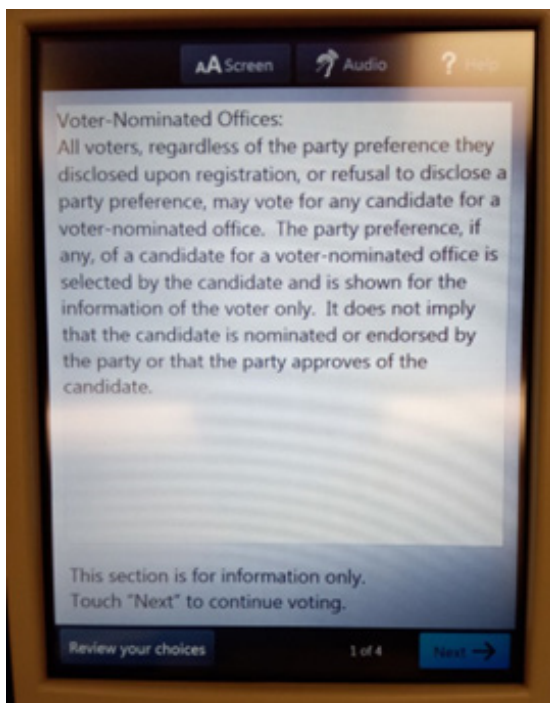 AA Screen Audio ? Help
Voter-Nominated Offices:
All voters, regardless of the party preference they
disclosed upon registration, or refusal to disclose a
party preference, may vote for any candidate for a
voter-nominated office. The party preference, if
any, of a candidate for a voter-nominated office is
selected by the candidate and is shown for the
information of the voter only. It does not imply
that the candidate is nominated or endorsed by
the party or that the party approves of the
candidate.
This section is for information only.
Touch "Next" to continue voting.
Review your choices 1 of 4 Next →